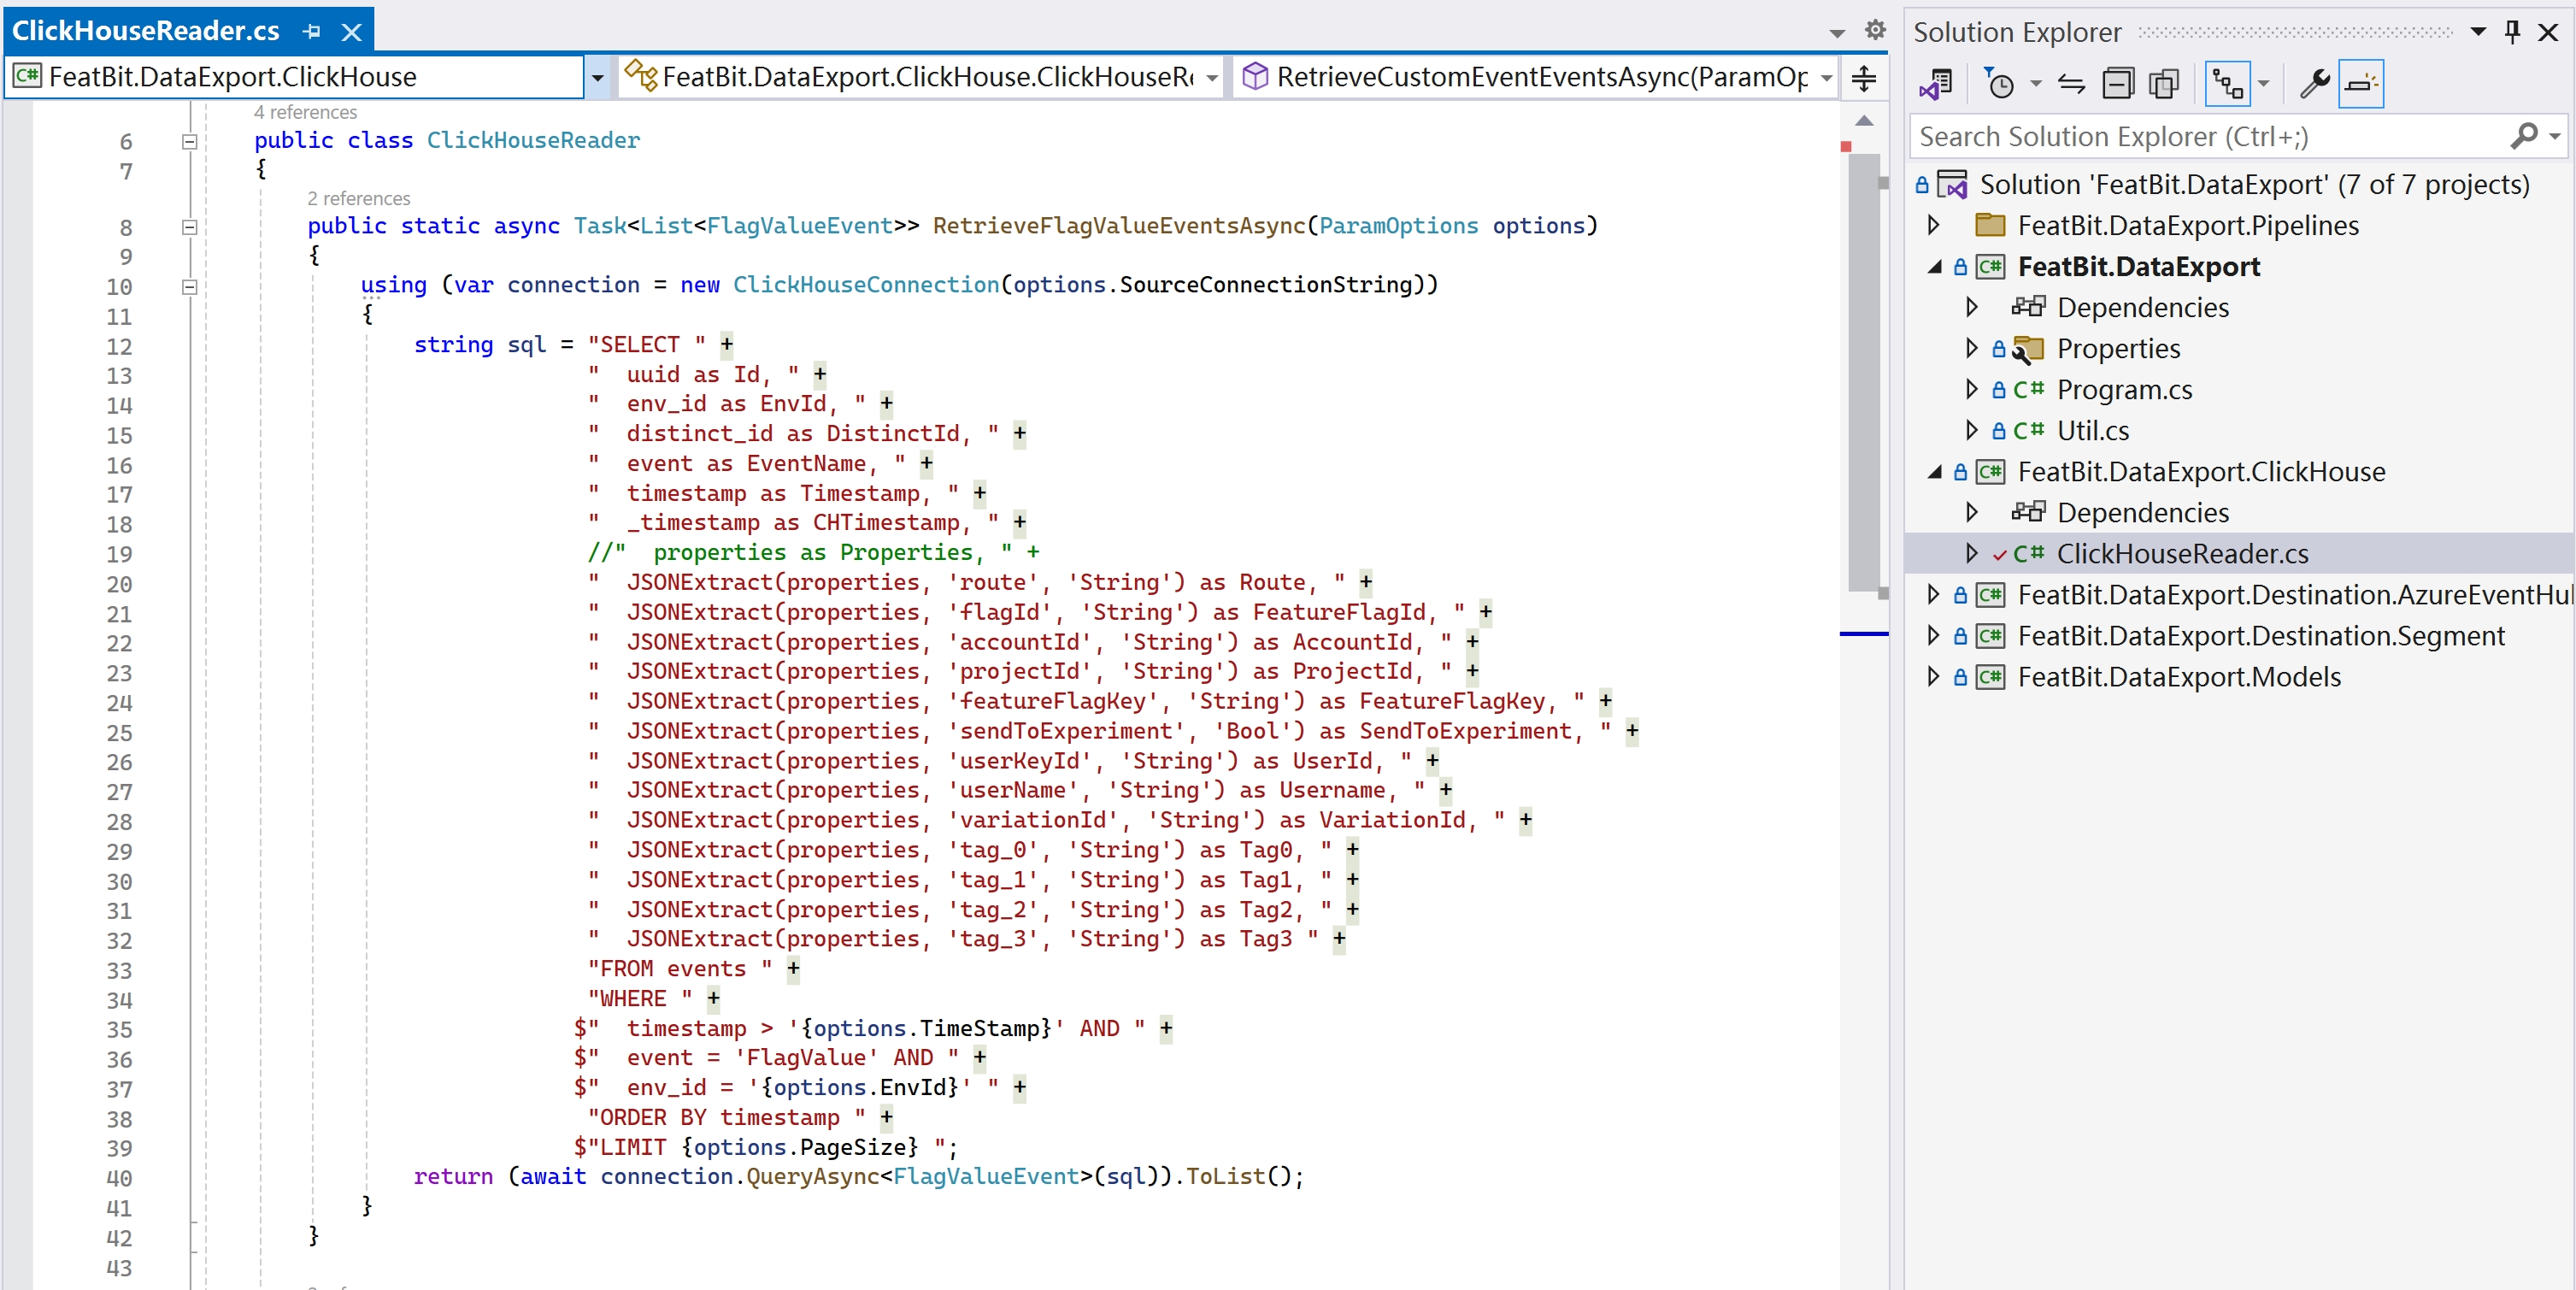 ClickHouseReader.cs
FeatBit.DataExport.ClickHouse
FeatBit.DataExport.ClickHouse.ClickHouseRe
RetrieveCustomEventEventsAsync(ParamOp
4 references
6 public class ClickHouseReader
7 {
2 references
8 public static async Task<List<FlagValueEvent>> RetrieveFlagValueEventsAsync(ParamOptions options)
9 {
10 using (var connection = new ClickHouseConnection(options.SourceConnectionString))
11 {
12 string sql = "SELECT " +
13 "  uuid as Id, " +
14 "  env_id as EnvId, " +
15 "  distinct_id as DistinctId, " +
16 "  event as EventName, " +
17 "  timestamp as Timestamp, " +
18 "  _timestamp as CHTimestamp, " +
19 //"  properties as Properties, " +
20 "  JSONExtract(properties, 'route', 'String') as Route, " +
21 "  JSONExtract(properties, 'flagId', 'String') as FeatureFlagId, " +
22 "  JSONExtract(properties, 'accountId', 'String') as AccountId, " +
23 "  JSONExtract(properties, 'projectId', 'String') as ProjectId, " +
24 "  JSONExtract(properties, 'featureFlagKey', 'String') as FeatureFlagKey, " +
25 "  JSONExtract(properties, 'sendToExperiment', 'Bool') as SendToExperiment, " +
26 "  JSONExtract(properties, 'userKeyId', 'String') as UserId, " +
27 "  JSONExtract(properties, 'userName', 'String') as Username, " +
28 "  JSONExtract(properties, 'variationId', 'String') as VariationId, " +
29 "  JSONExtract(properties, 'tag_0', 'String') as Tag0, " +
30 "  JSONExtract(properties, 'tag_1', 'String') as Tag1, " +
31 "  JSONExtract(properties, 'tag_2', 'String') as Tag2, " +
32 "  JSONExtract(properties, 'tag_3', 'String') as Tag3 " +
33 "FROM events " +
34 "WHERE " +
35 $"  timestamp > '{options.TimeStamp}' AND " +
36 $"  event = 'FlagValue' AND " +
37 $"  env_id = '{options.EnvId}' " +
38 "ORDER BY timestamp " +
39 $"LIMIT {options.PageSize} ";
40 return (await connection.QueryAsync<FlagValueEvent>(sql)).ToList();
41 }
42 }
43
Solution Explorer
Search Solution Explorer (Ctrl+;)
Solution 'FeatBit.DataExport' (7 of 7 projects)
FeatBit.DataExport.Pipelines
C# FeatBit.DataExport
Dependencies
Properties
C# Program.cs
C# Util.cs
C# FeatBit.DataExport.ClickHouse
Dependencies
C# ClickHouseReader.cs
C# FeatBit.DataExport.Destination.AzureEventHu
C# FeatBit.DataExport.Destination.Segment
C# FeatBit.DataExport.Models